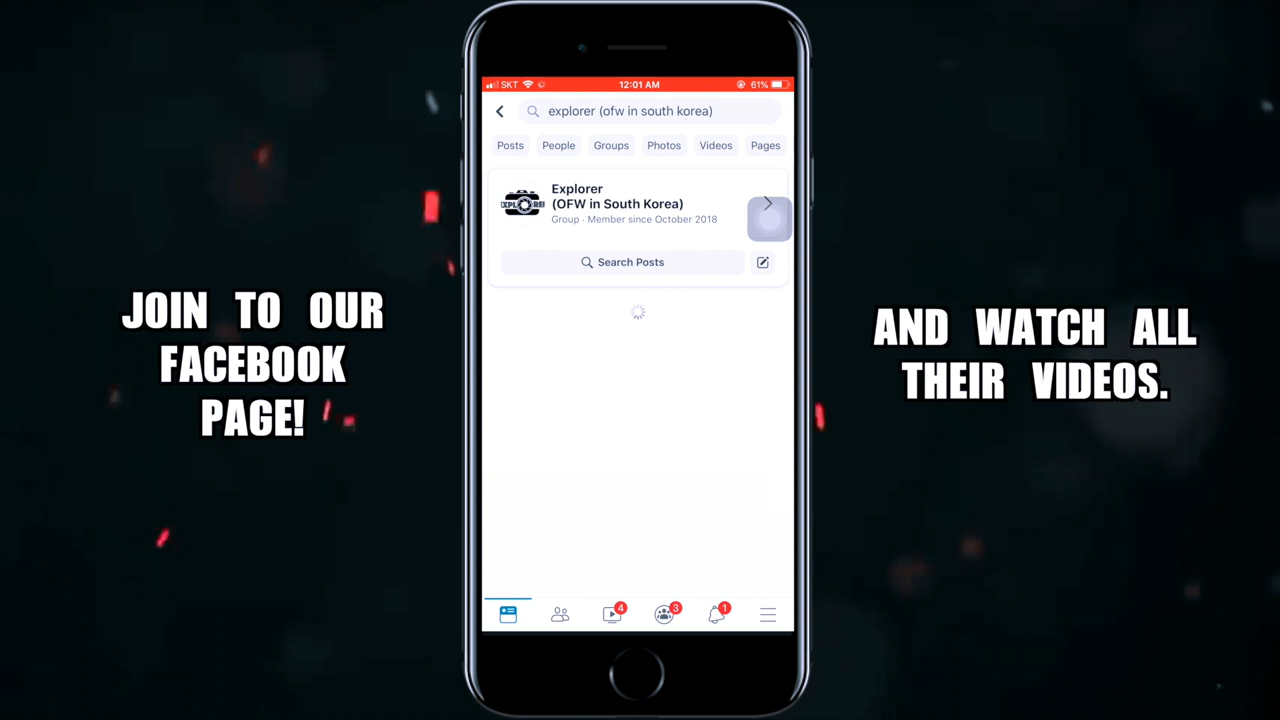 SKT
12:01 AM
61%
explorer (ofw in south korea)
Posts
People
Groups
Photos
Videos
Pages
EXPLORER
Explorer
(OFW in South Korea)
Group · Member since October 2018
Search Posts
JOIN TO OUR
FACEBOOK
PAGE!
AND WATCH ALL
THEIR VIDEOS.
4
3
1